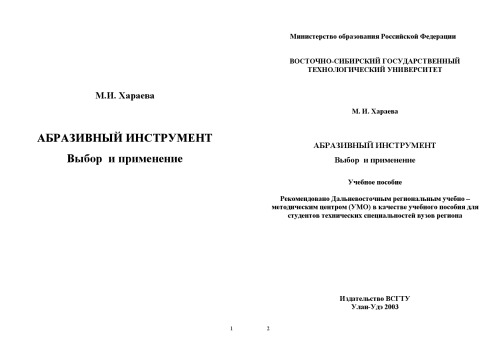 М.И. Хараева
АБРАЗИВНЫЙ ИНСТРУМЕНТ
Выбор и применение
1
Министерство образования Российской Федерации
ВОСТОЧНО-СИБИРСКИЙ ГОСУДАРСТВЕННЫЙ
ТЕХНОЛОГИЧЕСКИЙ УНИВЕРСИТЕТ
М. И. Хараева
АБРАЗИВНЫЙ ИНСТРУМЕНТ
Выбор и применение
Учебное пособие
Рекомендовано Дальневосточным региональным учебно –
методическим центром (УМО) в качестве учебного пособия для
студентов технических специальностей вузов региона
Издательство ВСГТУ
Улан-Удэ 2003
2